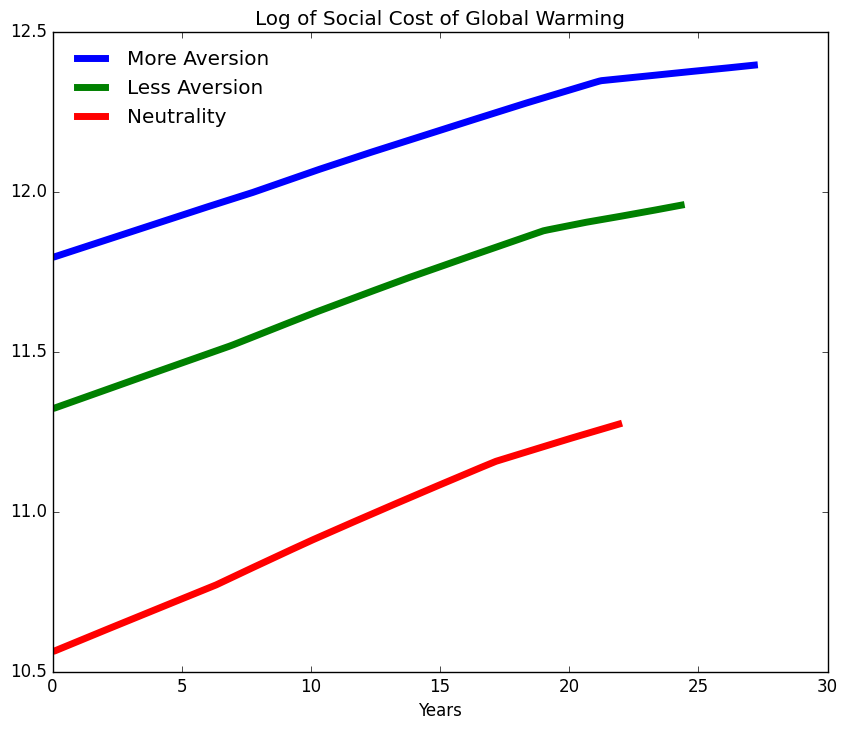 Log of Social Cost of Global Warming
12.5
More Aversion
Less Aversion
Neutrality
12.0
11.5
11.0
10.5
0 5 10 15 20 25 30
Years